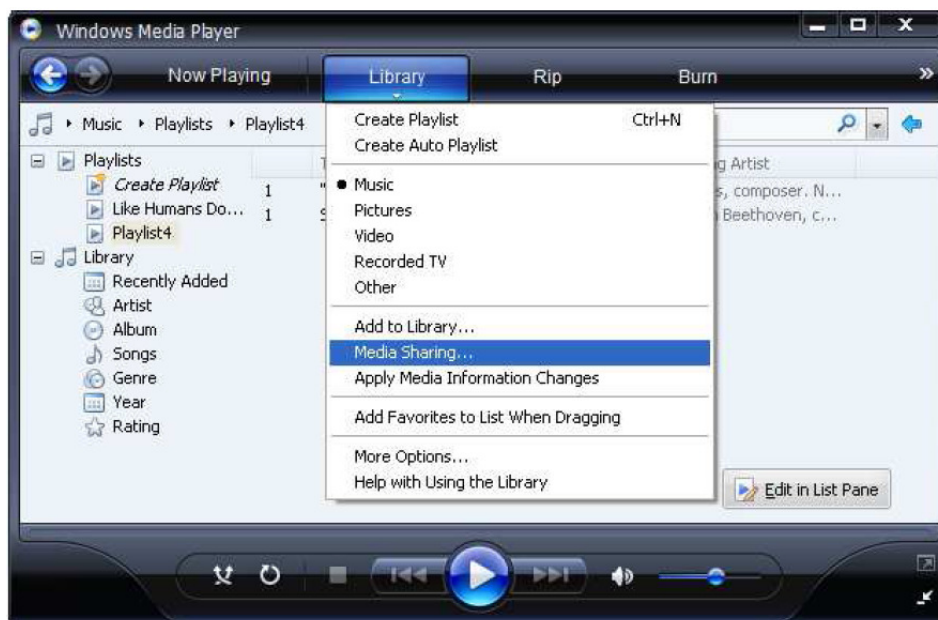 Windows Media Player
Now Playing Library Rip Burn »
Music Playlists Playlist4
Playlists
Create Playlist
Like Humans Do...
Playlist4
Library
Recently Added
Artist
Album
Songs
Genre
Year
Rating
1
1
Create Playlist Ctrl+N
Create Auto Playlist
Music
Pictures
Video
Recorded TV
Other
Add to Library...
Media Sharing...
Apply Media Information Changes
Add Favorites to List When Dragging
More Options...
Help with Using the Library
Artist
composer. N...
Beethoven, c...
Edit in List Pane